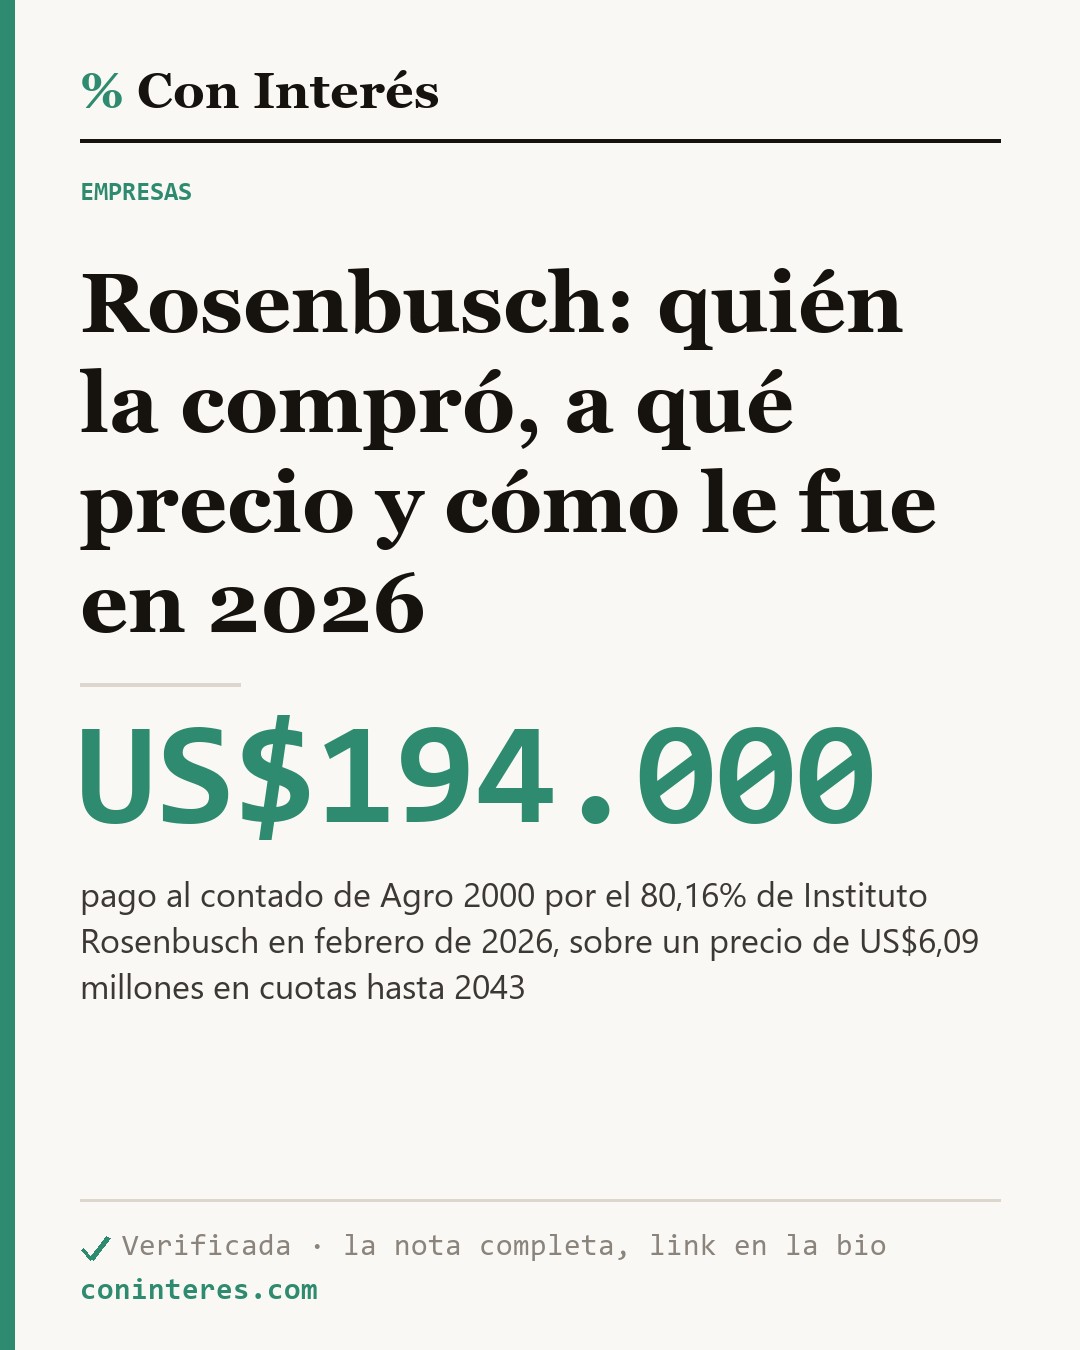 % Con Interés
EMPRESAS
Rosenbusch: quién
la compró, a qué
precio y cómo le fue
en 2026
US$194.000
pago al contado de Agro 2000 por el 80,16% de Instituto
Rosenbusch en febrero de 2026, sobre un precio de US$6,09
millones en cuotas hasta 2043
✓ Verificada · la nota completa, link en la bio
coninteres.com